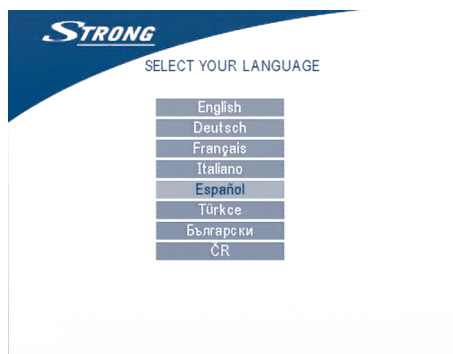 STRONG
SELECT YOUR LANGUAGE
English
Deutsch
Français
Italiano
Español
Türkce
Български
ČR